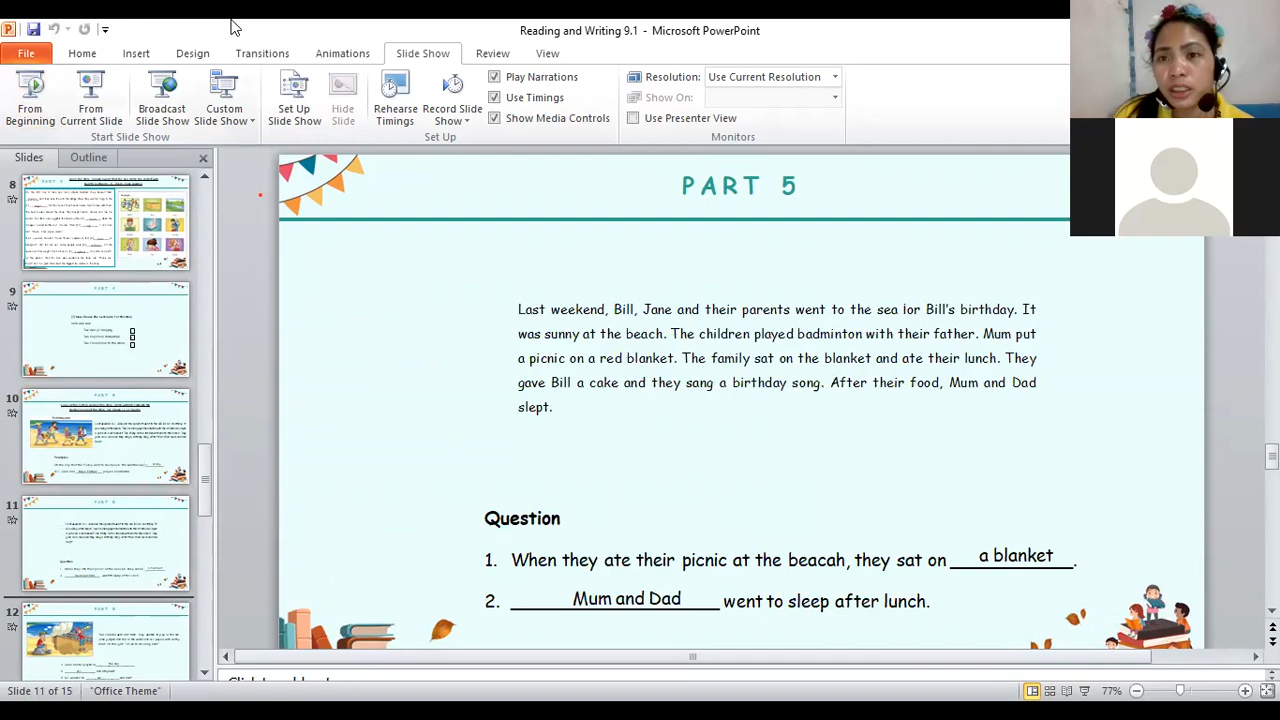 Reading and Writing 9.1 - Microsoft PowerPoint
File Home Insert Design Transitions Animations Slide Show Review View
From Beginning
From Current Slide
Broadcast Slide Show
Custom Slide Show
Set Up Slide Show
Hide Slide
Rehearse Timings
Record Slide Show
Play Narrations
Use Timings
Show Media Controls
Resolution: Use Current Resolution
Show On:
Use Presenter View
Start Slide Show Set Up Monitors
Slides Outline
8
9
10
11
12
PART 5
Last weekend, Bill, Jane and their parents went to the sea lor Bill's birthday. It
was sunny at the beach. The children played badminton with their father. Mum put
a picnic on a red blanket. The family sat on the blanket and ate their lunch. They
gave Bill a cake and they sang a birthday song. After their food, Mum and Dad
slept.
Question
1. When they ate their picnic at the beacah, they sat on a blanket.
2. Mum and Dad went to sleep after lunch.
Slide 11 of 15 "Office Theme" 77%